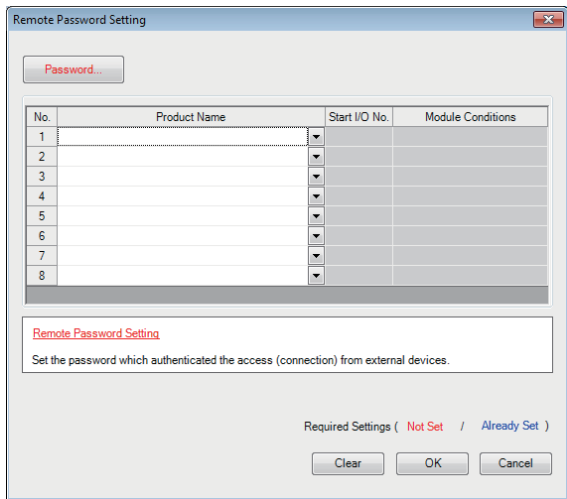 Remote Password Setting
Password...
No. Product Name Start I/O No. Module Conditions
1
2
3
4
5
6
7
8
Remote Password Setting
Set the password which authenticated the access (connection) from external devices.
Required Settings ( Not Set / Already Set )
Clear OK Cancel